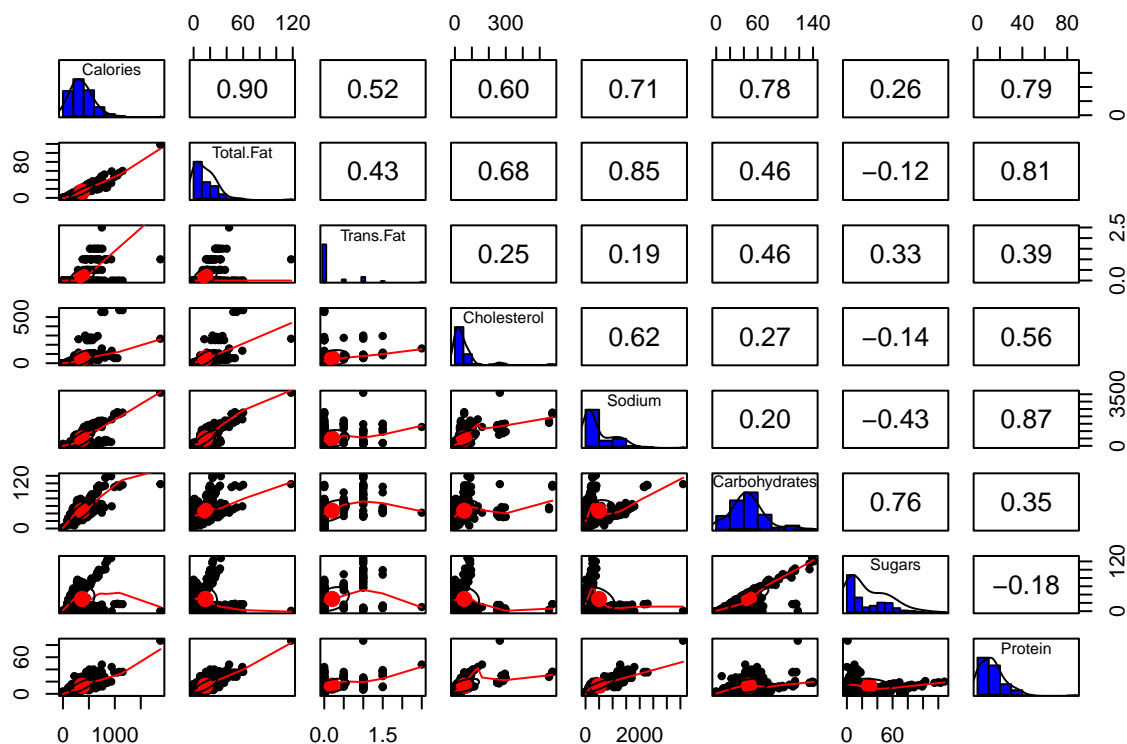 0 60 120 0 300 0 60 140 0 40 80
Calories 0.90 0.52 0.60 0.71 0.78 0.26 0.79 0
0 80 Total.Fat 0.43 0.68 0.85 0.46 −0.12 0.81
Trans.Fat 0.25 0.19 0.46 0.33 0.39 0.0 2.5
0 500 Cholesterol 0.62 0.27 −0.14 0.56
Sodium 0.20 −0.43 0.87 0 3500
0 120 Carbohydrates 0.76 0.35
Sugars −0.18 0 120
0 60 Protein
0 1000 0.0 1.5 0 2000 0 60